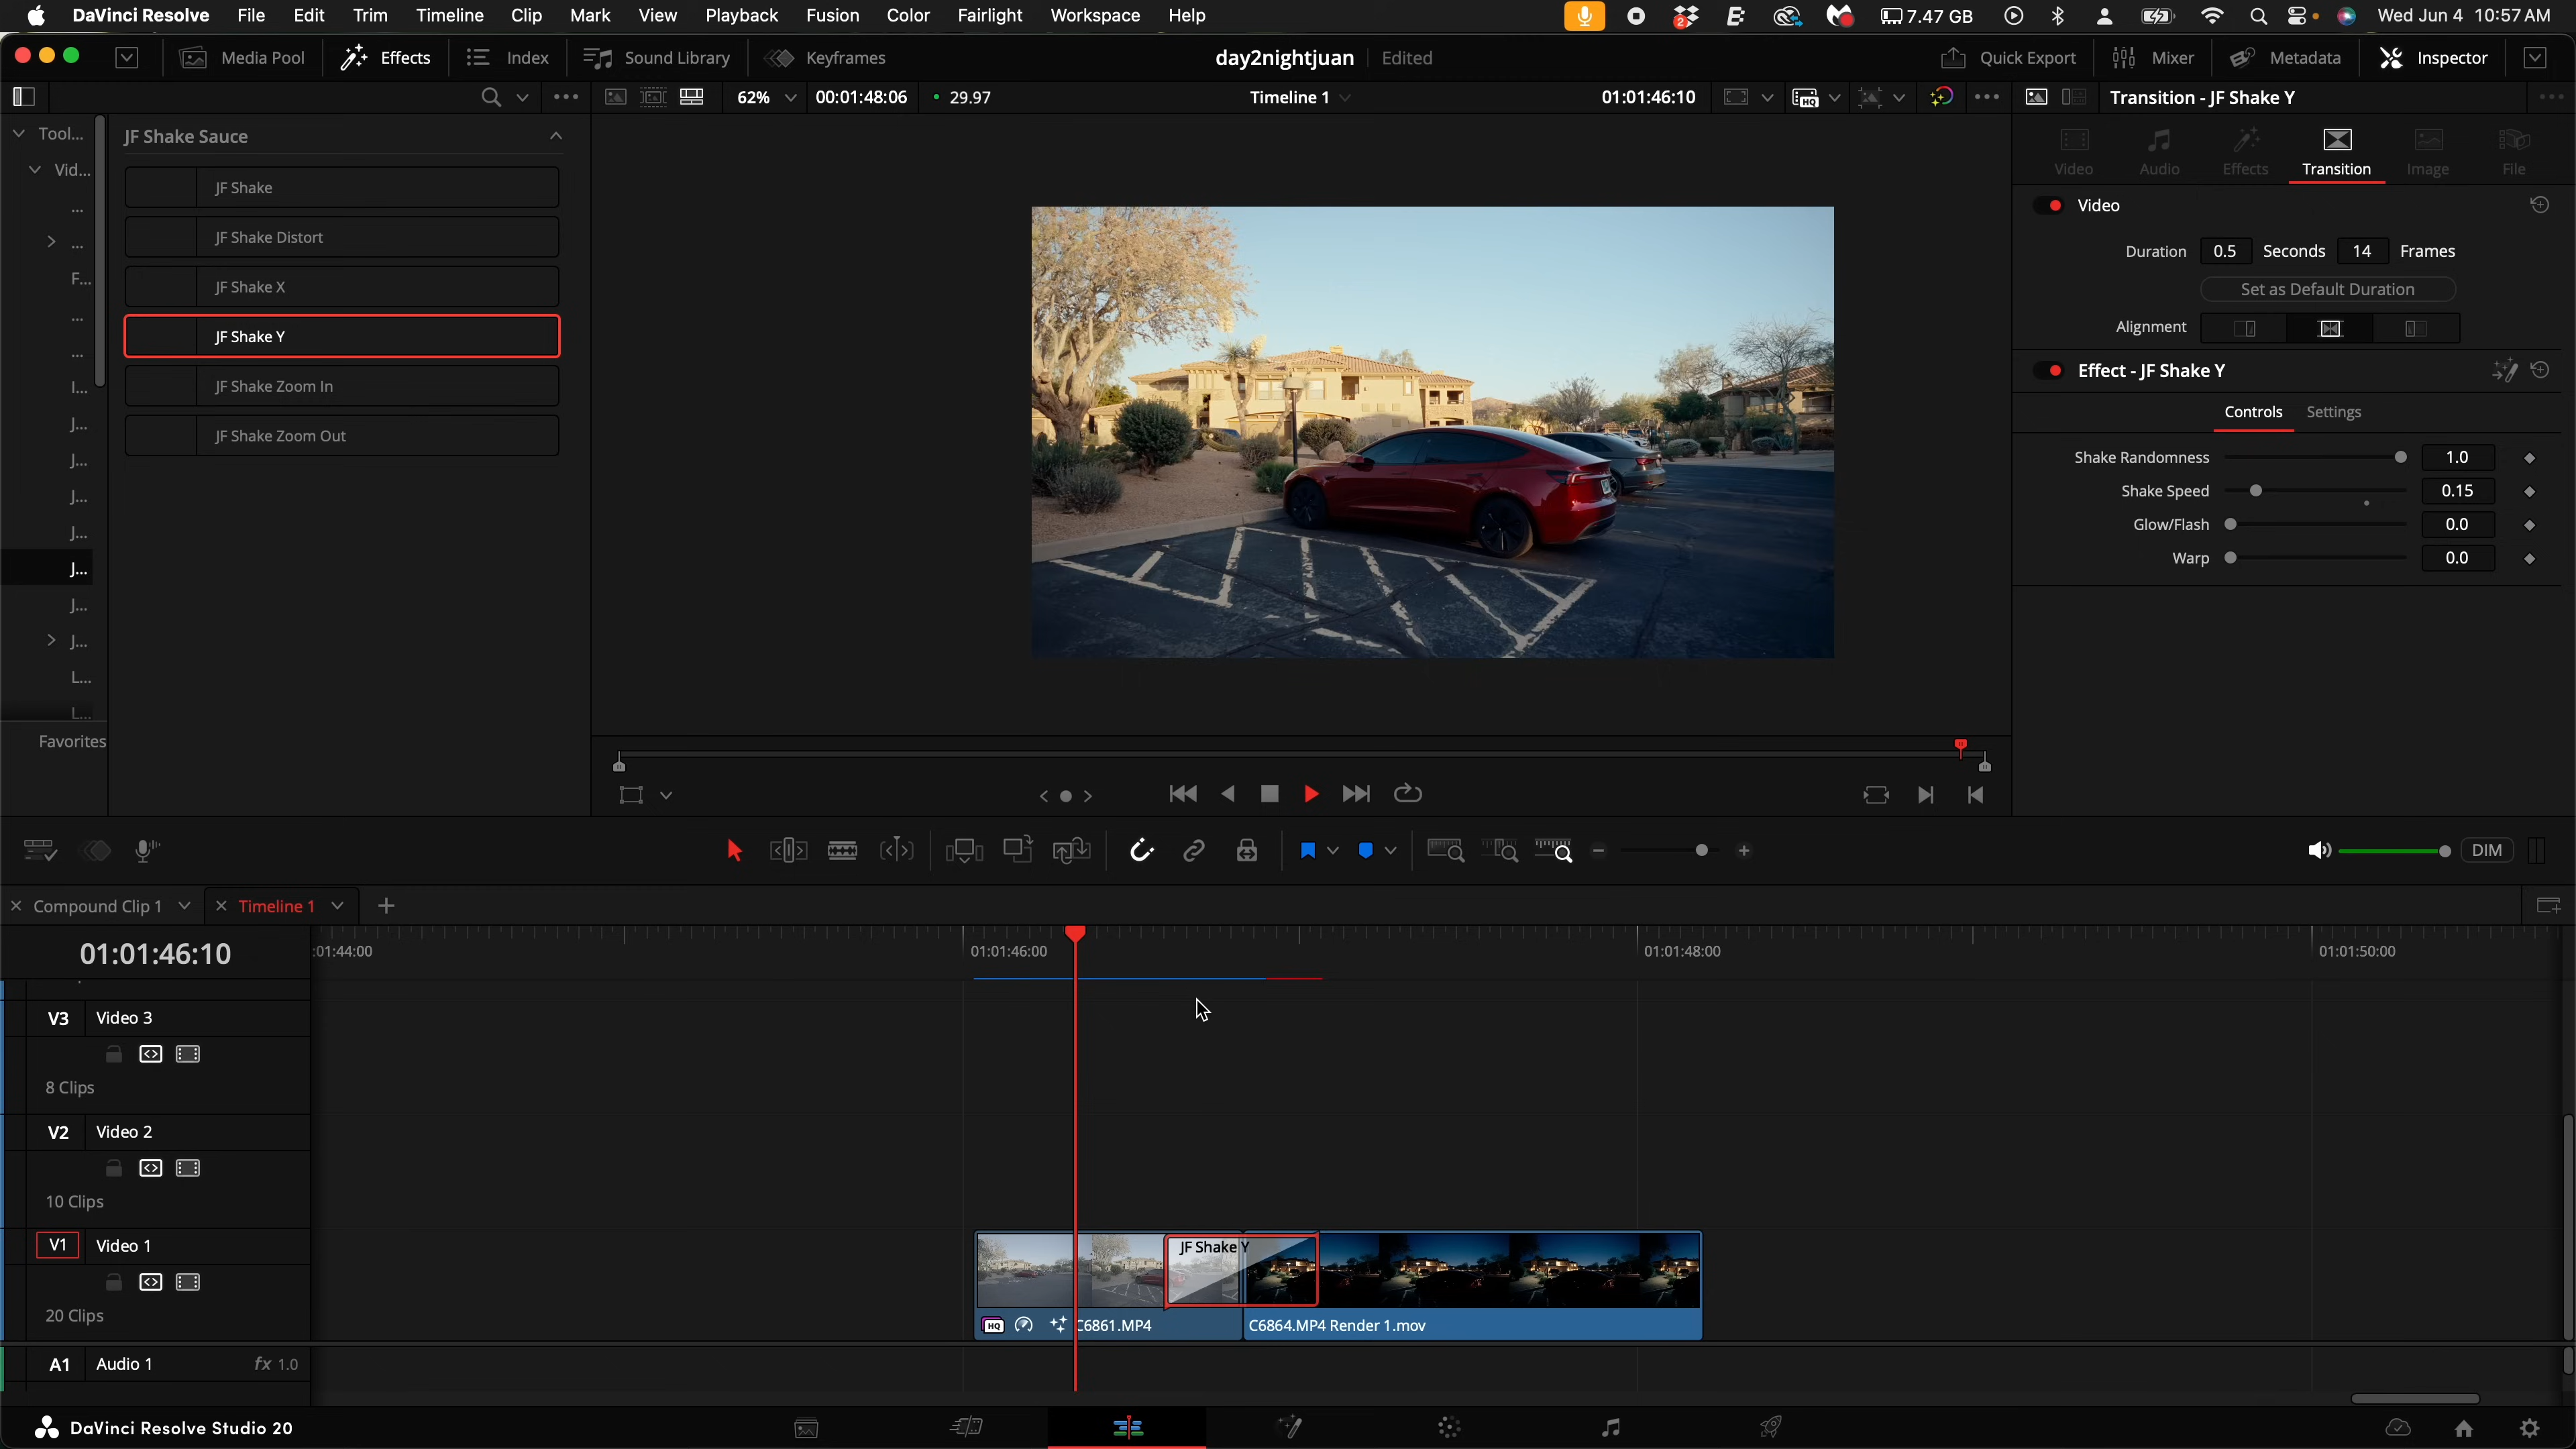 DaVinci Resolve File Edit Trim Timeline Clip Mark View Playback Fusion Color Fairlight Workspace Help 2 7.47 GB Wed Jun 4 10:57 AM
Media Pool Effects Index Sound Library Keyframes day2nightjuan Edited Quick Export Mixer Metadata Inspector
62% 00:01:48:06 29.97 Timeline 1 01:01:46:10 HQ Transition - JF Shake Y
Video Audio Effects Transition Image File
Tool...
Vid...
...
...
F...
...
...
I...
J...
J...
J...
J...
J...
J...
J...
L...
L...
Favorites
JF Shake Sauce
JF Shake
JF Shake Distort
JF Shake X
JF Shake Y
JF Shake Zoom In
JF Shake Zoom Out
Video
Duration 0.5 Seconds 14 Frames
Set as Default Duration
Alignment
Effect - JF Shake Y
Controls Settings
Shake Randomness 1.0
Shake Speed 0.15
Glow/Flash 0.0
Warp 0.0
DIM
Compound Clip 1 Timeline 1
01:01:46:10 :01:44:00 01:01:46:00 01:01:48:00 01:01:50:00
V3 Video 3
8 Clips
V2 Video 2
10 Clips
V1 Video 1
20 Clips
JF Shake Y
HQ C6861.MP4 C6864.MP4 Render 1.mov
A1 Audio 1 fx 1.0
DaVinci Resolve Studio 20